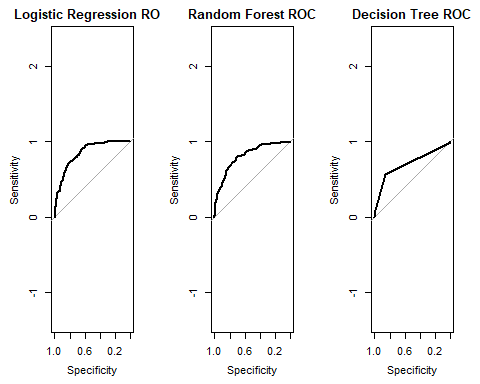 Logistic Regression RO
Sensitivity
2
1
0
-1
1.0 0.6 0.2
Specificity
Random Forest ROC
Sensitivity
2
1
0
-1
1.0 0.6 0.2
Specificity
Decision Tree ROC
Sensitivity
2
1
0
-1
1.0 0.6 0.2
Specificity